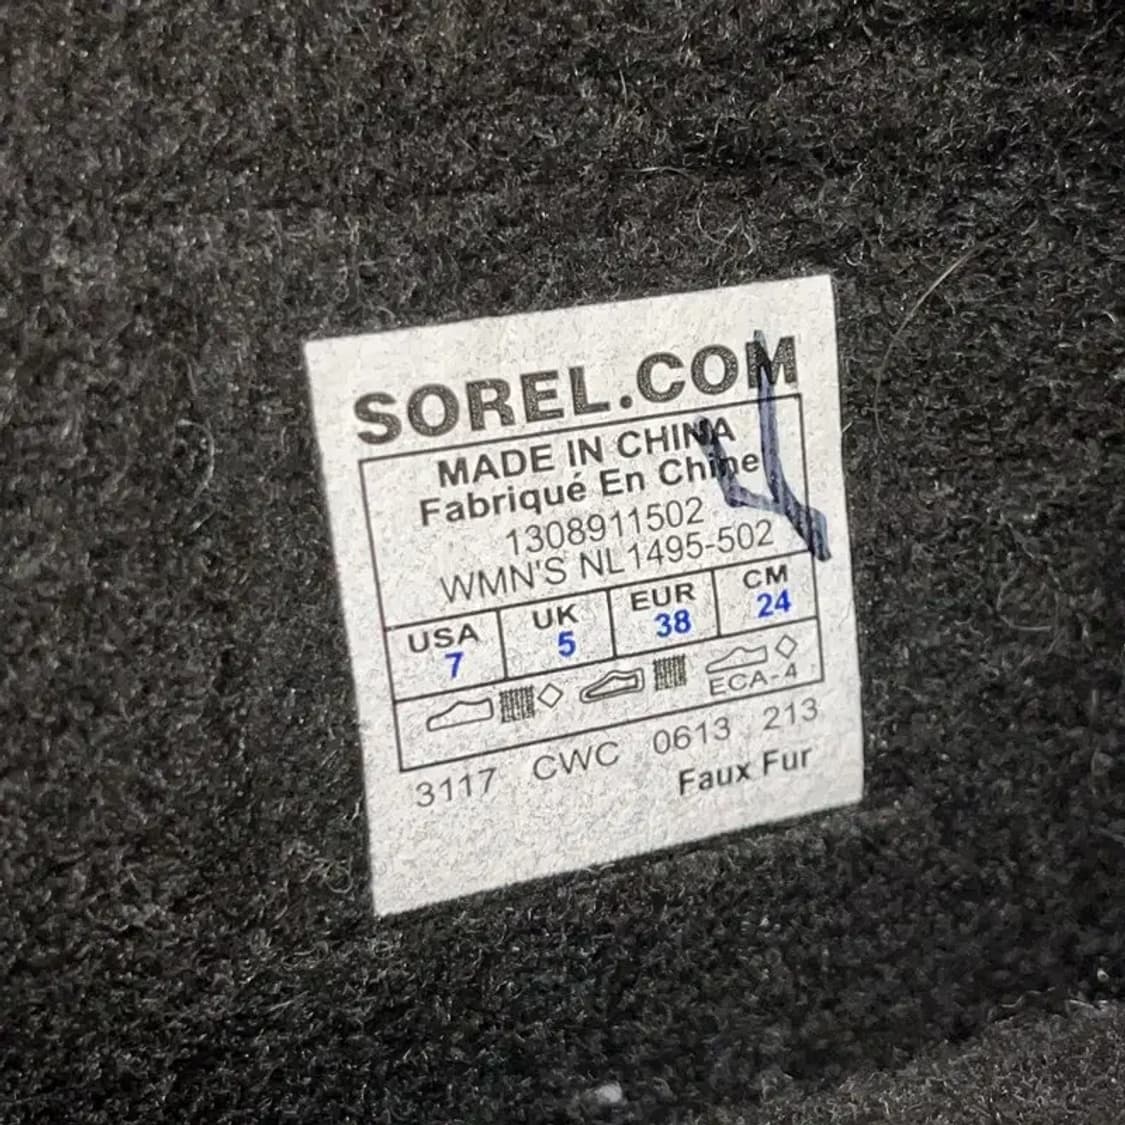 SOREL.COM
MADE IN CHINA
Fabriqué En Chine
1308911502
WMN'S NL1495-502
USA UK EUR CM
7 5 38 24
ECA-4
3117 CWC 0613 213
Faux Fur